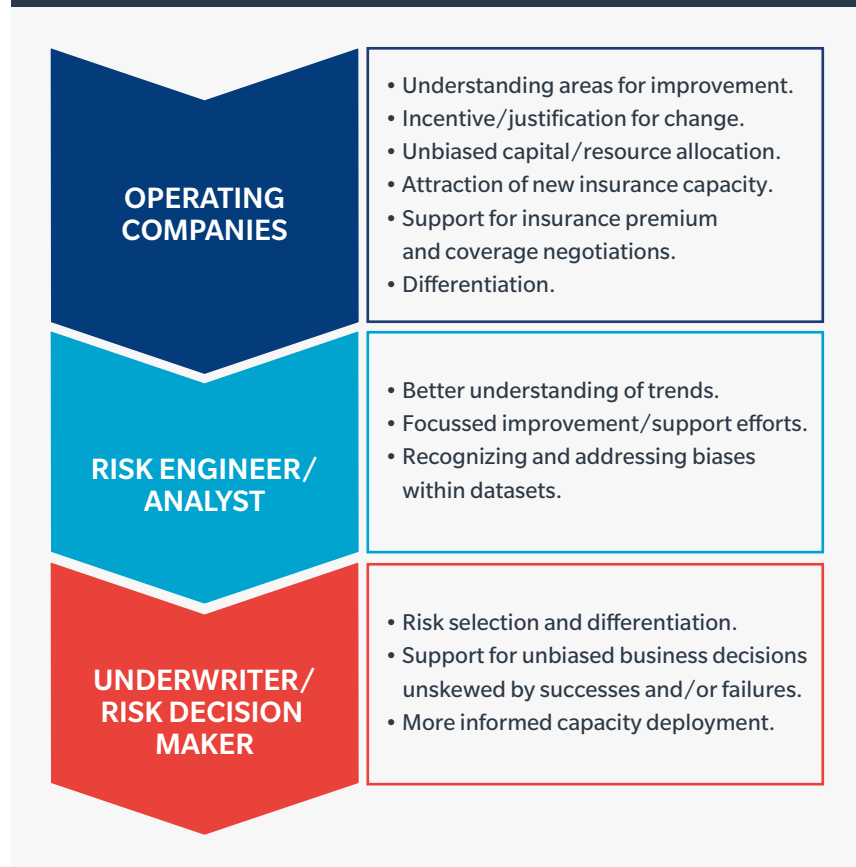 OPERATING
COMPANIES
• Understanding areas for improvement.
• Incentive/justification for change.
• Unbiased capital/resource allocation.
• Attraction of new insurance capacity.
• Support for insurance premium
and coverage negotiations.
• Differentiation.
RISK ENGINEER/
ANALYST
• Better understanding of trends.
• Focussed improvement/support efforts.
• Recognizing and addressing biases
within datasets.
UNDERWRITER/
RISK DECISION
MAKER
• Risk selection and differentiation.
• Support for unbiased business decisions
unskewed by successes and/or failures.
• More informed capacity deployment.